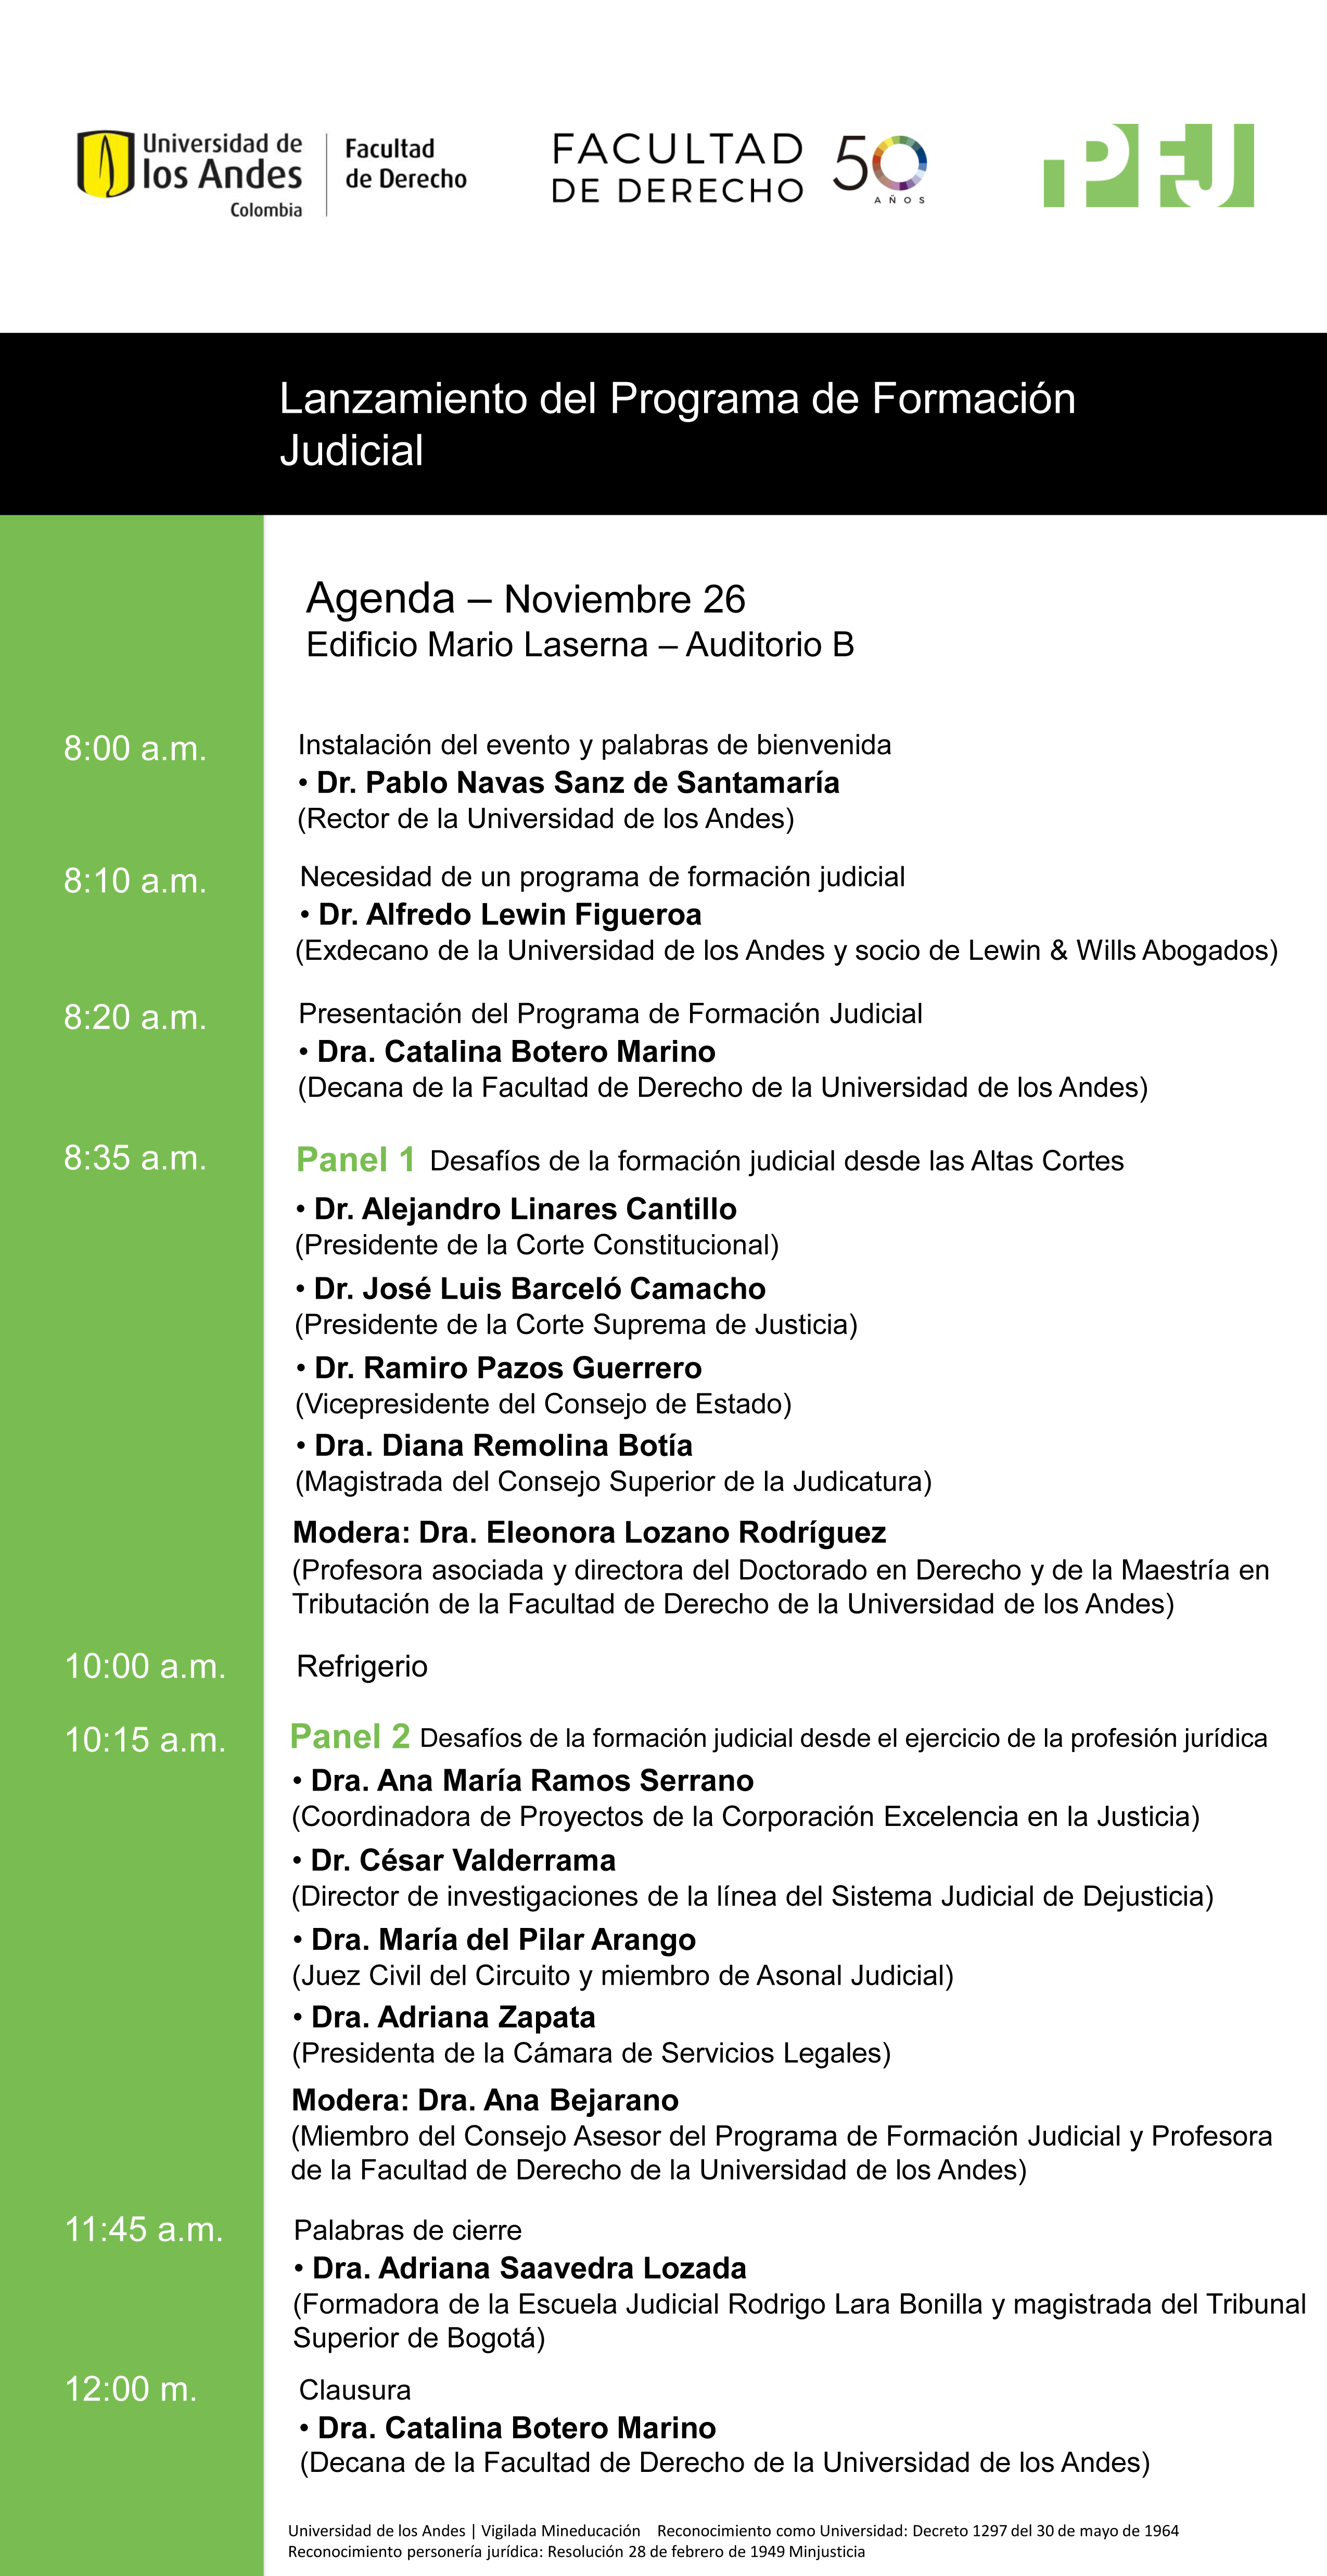 Universidad de
los Andes
Colombia
Facultad
de Derecho
FACULTAD
DE DERECHO
50
AÑOS
PFJ
Lanzamiento del Programa de Formación
Judicial
Agenda – Noviembre 26
Edificio Mario Laserna – Auditorio B
8:00 a.m.
Instalación del evento y palabras de bienvenida
• Dr. Pablo Navas Sanz de Santamaría
(Rector de la Universidad de los Andes)
8:10 a.m.
Necesidad de un programa de formación judicial
• Dr. Alfredo Lewin Figueroa
(Exdecano de la Universidad de los Andes y socio de Lewin & Wills Abogados)
8:20 a.m.
Presentación del Programa de Formación Judicial
• Dra. Catalina Botero Marino
(Decana de la Facultad de Derecho de la Universidad de los Andes)
8:35 a.m.
Panel 1 Desafíos de la formación judicial desde las Altas Cortes
• Dr. Alejandro Linares Cantillo
(Presidente de la Corte Constitucional)
• Dr. José Luis Barceló Camacho
(Presidente de la Corte Suprema de Justicia)
• Dr. Ramiro Pazos Guerrero
(Vicepresidente del Consejo de Estado)
• Dra. Diana Remolina Botía
(Magistrada del Consejo Superior de la Judicatura)
Modera: Dra. Eleonora Lozano Rodríguez
(Profesora asociada y directora del Doctorado en Derecho y de la Maestría en
Tributación de la Facultad de Derecho de la Universidad de los Andes)
10:00 a.m.
Refrigerio
10:15 a.m.
Panel 2 Desafíos de la formación judicial desde el ejercicio de la profesión jurídica
• Dra. Ana María Ramos Serrano
(Coordinadora de Proyectos de la Corporación Excelencia en la Justicia)
• Dr. César Valderrama
(Director de investigaciones de la línea del Sistema Judicial de Dejusticia)
• Dra. María del Pilar Arango
(Juez Civil del Circuito y miembro de Asonal Judicial)
• Dra. Adriana Zapata
(Presidenta de la Cámara de Servicios Legales)
Modera: Dra. Ana Bejarano
(Miembro del Consejo Asesor del Programa de Formación Judicial y Profesora
de la Facultad de Derecho de la Universidad de los Andes)
11:45 a.m.
Palabras de cierre
• Dra. Adriana Saavedra Lozada
(Formadora de la Escuela Judicial Rodrigo Lara Bonilla y magistrada del Tribunal
Superior de Bogotá)
12:00 m.
Clausura
• Dra. Catalina Botero Marino
(Decana de la Facultad de Derecho de la Universidad de los Andes)
Universidad de los Andes | Vigilada Mineducación Reconocimiento como Universidad: Decreto 1297 del 30 de mayo de 1964
Reconocimiento personería jurídica: Resolución 28 de febrero de 1949 Minjusticia